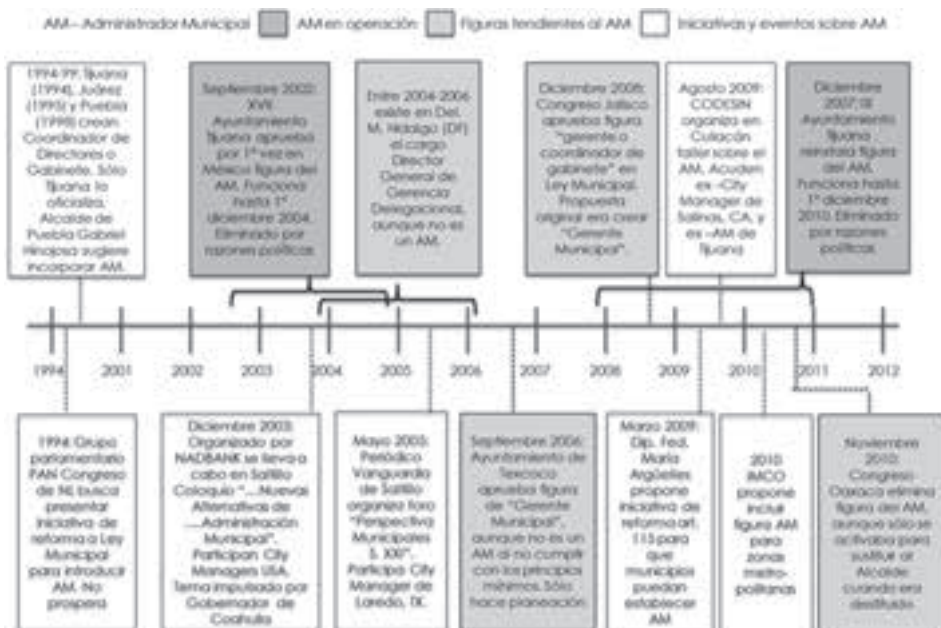 AM – Administrador Municipal
AM en operación
Figuras tendientes al AM
Iniciativas y eventos sobre AM
1994-99: Tijuana
(1994), Juárez
(1995) y Puebla
crean
Coordinador de
Directores o
Gabinete. Sólo
Tijuana lo
oficializa.
Alcalde de
Puebla Gabriel
Hinojosa sugiere
incorporar AM.
Septiembre 2002:
XVII
Ayuntamiento
Tijuana aprueba
por 1ª vez en
México figura del
AM. Funciona
hasta 1º
diciembre 2004.
Eliminado por
razones políticas.
Entre 2004-2006
existe en Del.
M. Hidalgo (DF)
el cargo
Director
General de
Gerencia
Delegacional,
aunque no es
un AM.
Diciembre
Congreso Jalisco
aprueba figura
"gerente o
coordinador de
gabinete" en
Ley Municipal.
Propuesta
original era crear
"Gerente
Municipal".
Agosto 2009:
CODESIN
organiza en
Culiacán
taller sobre el
AM. Acuden
ex-City
Manager de
Salinas, CA, y
ex-AM de
Tijuana
Diciembre
2007:
Ayuntamiento
Tijuana
reinstala figura
del AM.
Funciona hasta
1º diciembre
2010. Eliminado
por razones
políticas.
1994 2001 2002 2003 2004 2005 2006 2007 2008 2009 2010 2011 2012
1994: Grupo
parlamentario
PAN Congreso
de NL busca
presentar
iniciativa de
reforma a Ley
Municipal
para introducir
AM. No
prospera
Diciembre 2003:
Organizado por
NADBANK se lleva a
cabo en Saltillo
Coloquio "....Nuevas
Alternativas de
....Administración
Municipal".
Participan City
Managers USA.
Tema impulsado por
Gobernador de
Coahuila
Mayo 2005:
Periódico
Vanguardia
de Saltillo
organiza foro
"Perspectiva
Municipales
S. XXI".
Participa City
Manager de
Laredo, TX.
Septiembre 2006:
Ayuntamiento de
Texcoco
aprueba figura
de "Gerente
Municipal",
aunque no es un
AM al no cumplir
con los principios
mínimos. Sólo
hace planeación
Marzo 2009:
Dip. Fed.
María
Argüelles
propone
iniciativa de
reforma art.
115 para
que
municipios
puedan
establecer
AM
2010: IMCO
propone
incluir
figura AM
para
zonas
metro-
politanas
Noviembre
2010:
Congreso
Oaxaca elimina
figura del AM,
aunque sólo se
activaba para
sustituir al
Alcalde
cuando era
destituido